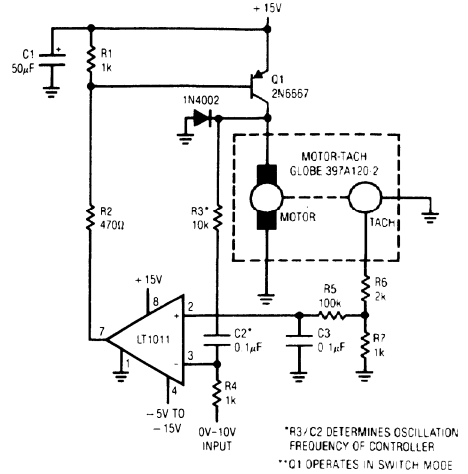 + 15V
C1
50µF
+
R1
1k
Q1
2N6667
1N4002
MOTOR-TACH
GLOBE 397A120-2
MOTOR
TACH
R2
470Ω
R3*
10k
+ 15V
R5
100k
R6
2k
8
2
+
7
LT1011
C2*
0.1µF
C3
0.1µF
R7
1k
1
−
3
4
R4
1k
−5V TO
−15V
0V-10V
INPUT
*R3/C2 DETERMINES OSCILLATION
FREQUENCY OF CONTROLLER
**Q1 OPERATES IN SWITCH MODE